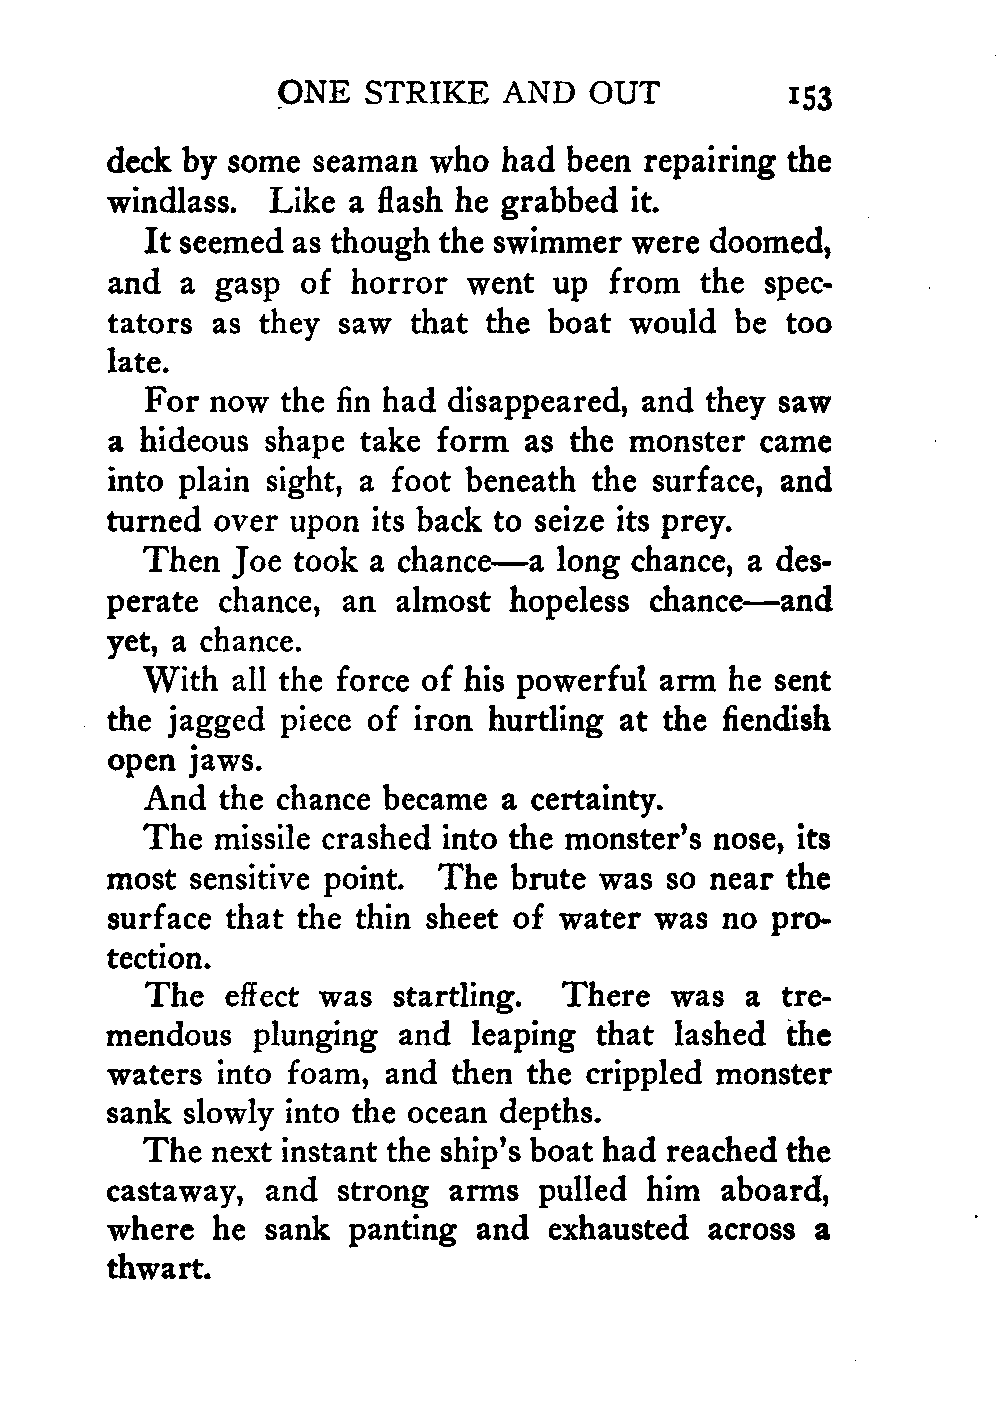 ONE STRIKE AND OUT 153
deck by some seaman who had been repairing the
windlass. Like a flash he grabbed it.
It seemed as though the swimmer were doomed,
and a gasp of horror went up from the spec-
tators as they saw that the boat would be too
late.
For now the fin had disappeared, and they saw
a hideous shape take form as the monster came
into plain sight, a foot beneath the surface, and
turned over upon its back to seize its prey.
Then Joe took a chance—a long chance, a des-
perate chance, an almost hopeless chance—and
yet, a chance.
With all the force of his powerful arm he sent
the jagged piece of iron hurtling at the fiendish
open jaws.
And the chance became a certainty.
The missile crashed into the monster's nose, its
most sensitive point. The brute was so near the
surface that the thin sheet of water was no pro-
tection.
The effect was startling. There was a tre-
mendous plunging and leaping that lashed the
waters into foam, and then the crippled monster
sank slowly into the ocean depths.
The next instant the ship's boat had reached the
castaway, and strong arms pulled him aboard,
where he sank panting and exhausted across a
thwart.